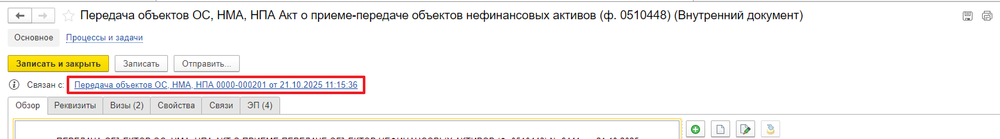 Передача объектов ОС, НМА, НПА Акт о приеме-передаче объектов нефинансовых активов (ф. 0510448) (Внутренний документ)
Основное Процессы и задачи
Записать и закрыть Записать Отправить...
Связан с: Передача объектов ОС, НМА, НПА 0000-000201 от 21.10.2025 11:15:36
Обзор Реквизиты Визы (2) Свойства Связи ЭП (4)